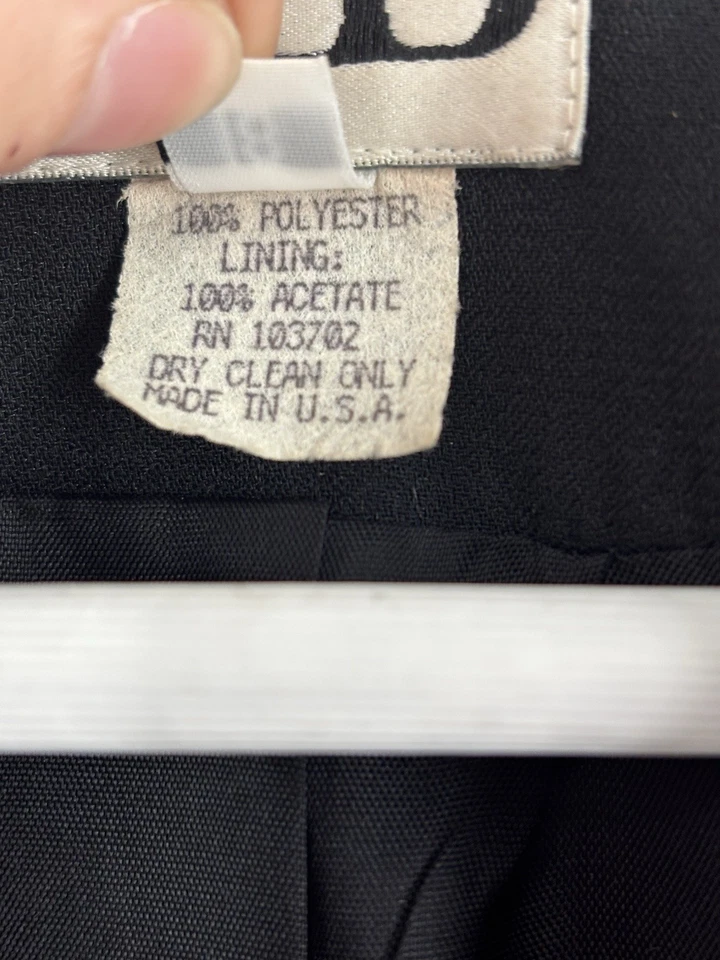 100% POLYESTER
LINING:
100% ACETATE
RN 103702
DRY CLEAN ONLY
MADE IN U.S.A.